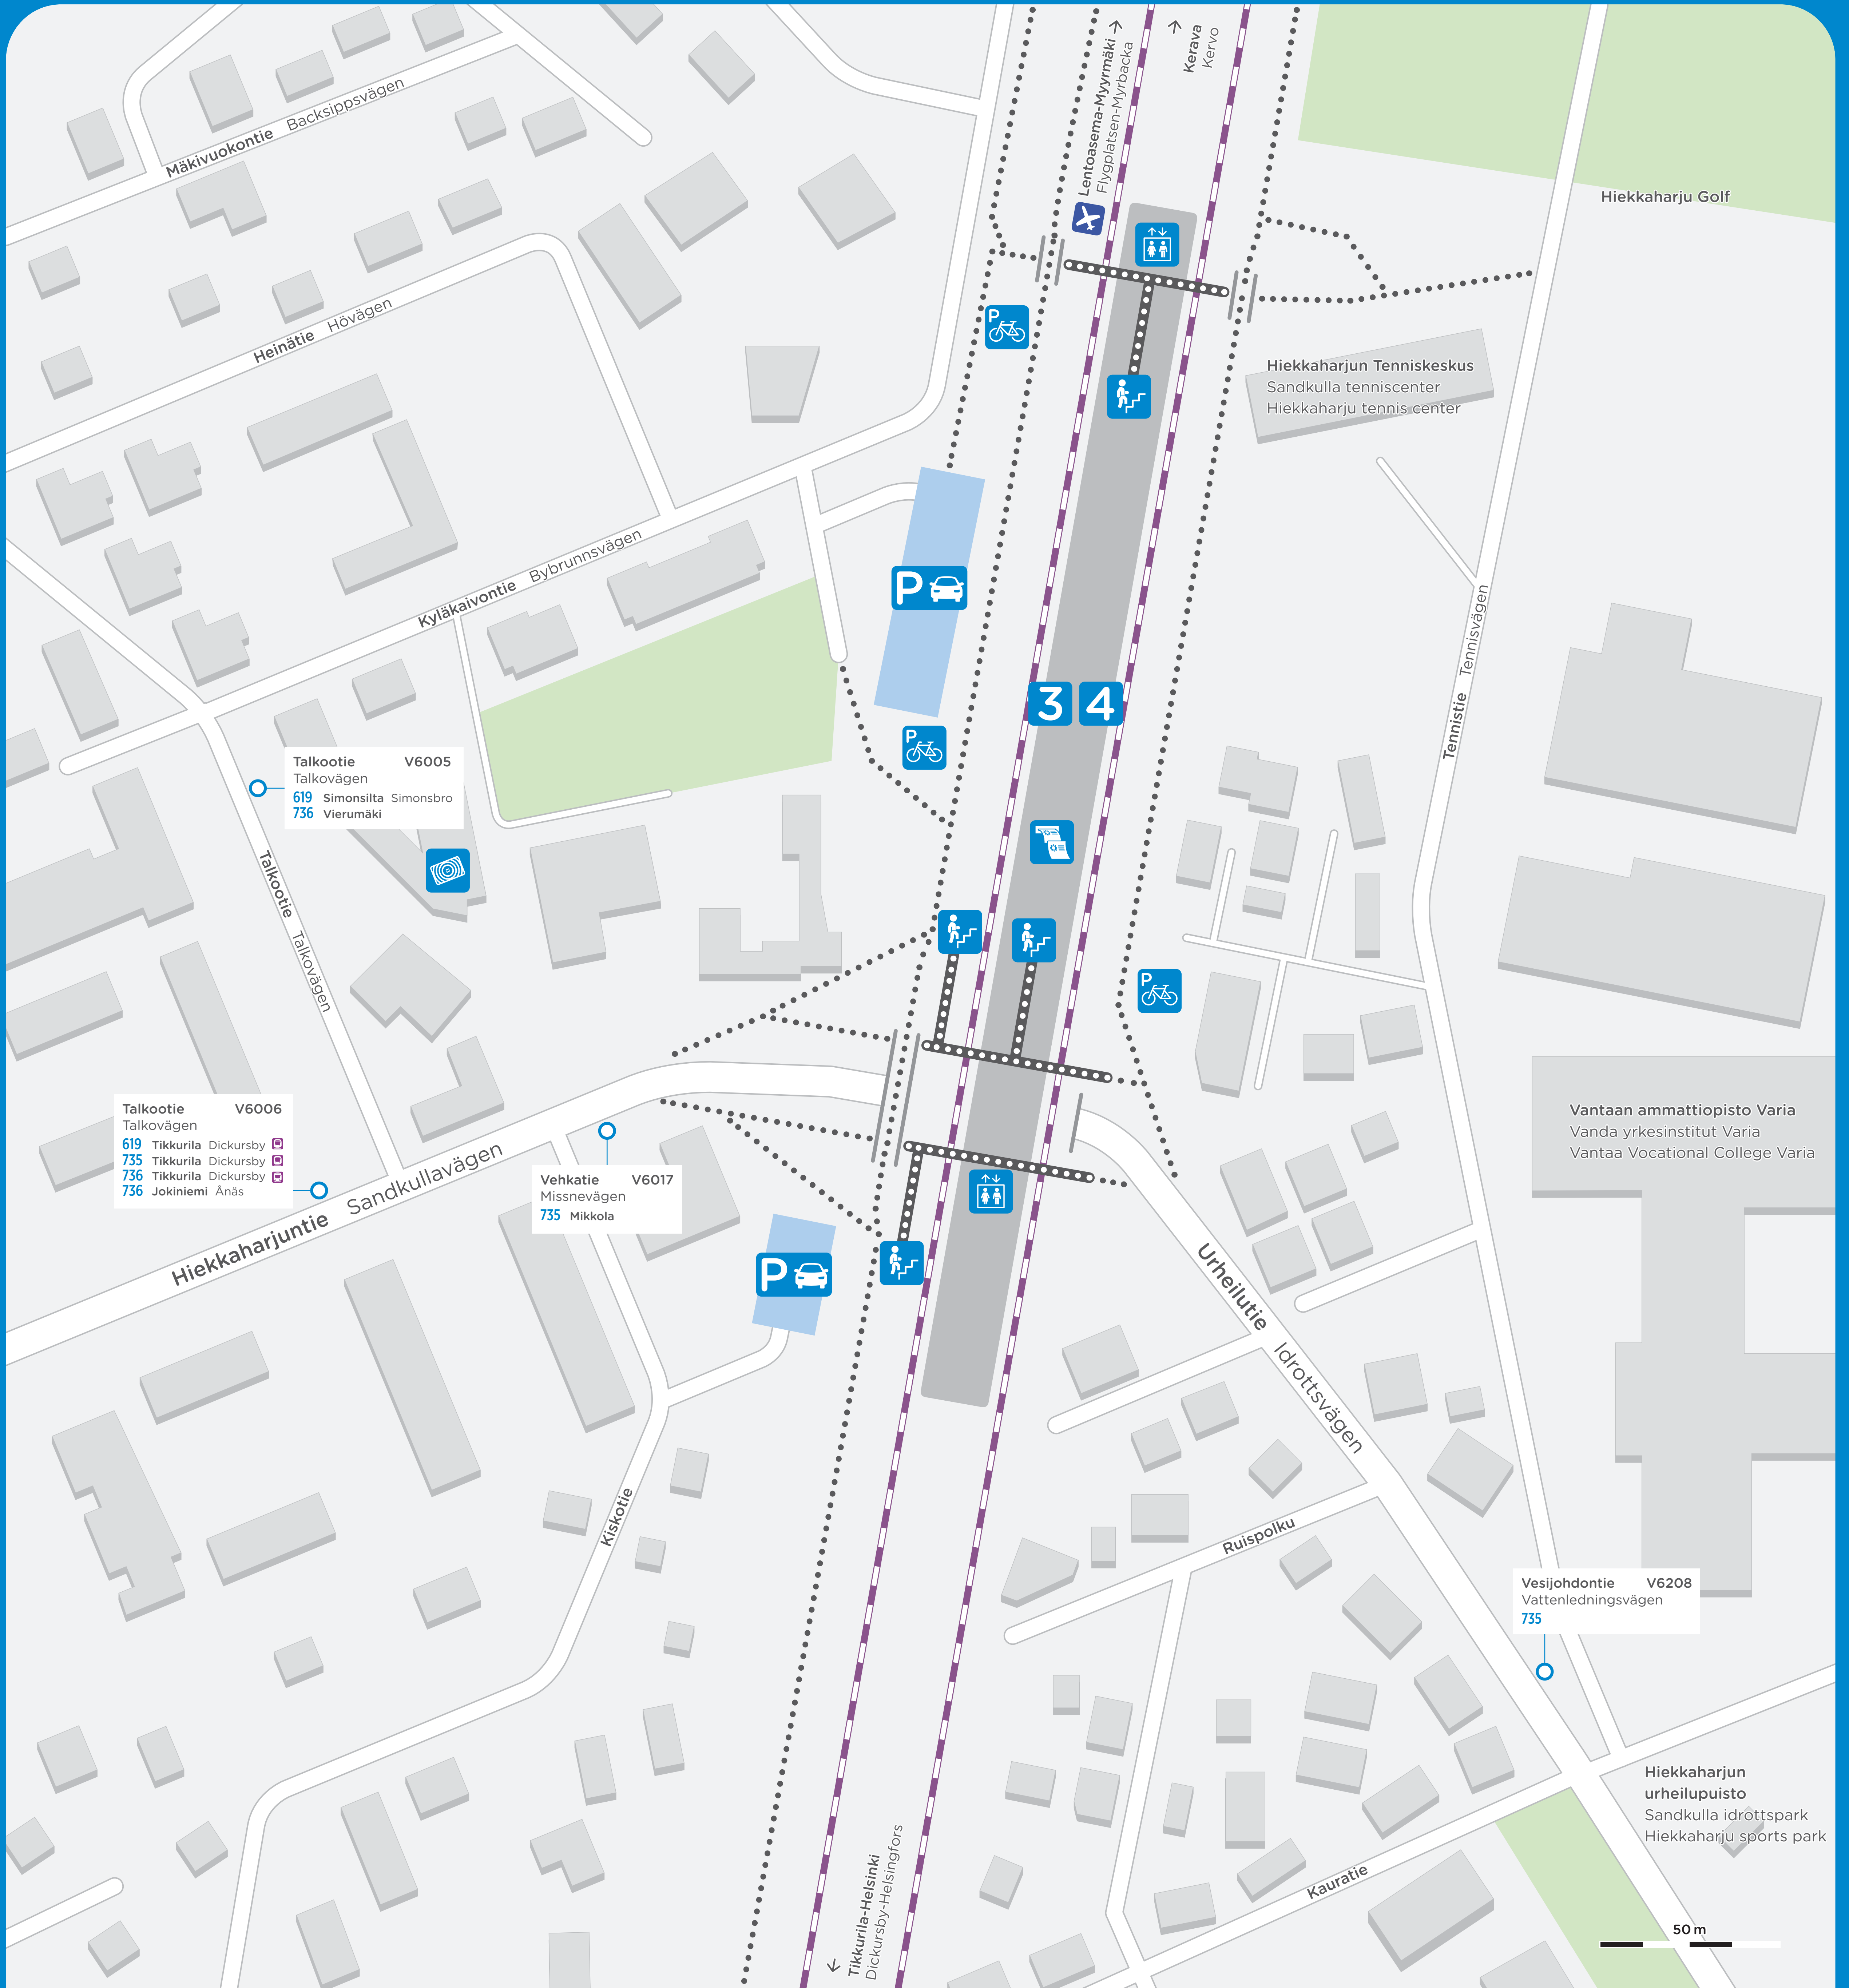 Lentoasema-Myyrmäki →
Flygplatsen-Myrbacka
→
Kerava
Kervo
Mäkivuokontie Backsippsvägen
Hiekkaharju Golf
Heinätie Hövägen
P
Hiekkaharjun Tenniskeskus
Sandkulla tenniscenter
Hiekkaharju tennis center
Kyläkaivontie Bybrunnsvägen
P
Tennistie Tennisvägen
3 4
P
Talkootie V6005
Talkovägen
619 Simonsilta Simonsbro
736 Vierumäki
Talkootie Talkovägen
P
Talkootie V6006
Talkovägen
619 Tikkurila Dickursby
735 Tikkurila Dickursby
736 Tikkurila Dickursby
736 Jokiniemi Ånäs
Vantaan ammattiopisto Varia
Vanda yrkesinstitut Varia
Vantaa Vocational College Varia
Vehkatie V6017
Missnevägen
735 Mikkola
Hiekkaharjuntie Sandkullavägen
P
Urheilutie Idrottsvägen
Kiskotie
Ruispolku
Vesijohdontie V6208
Vattenledningsvägen
735
Hiekkaharjun
urheilupuisto
Sandkulla idrottspark
Hiekkaharju sports park
← Tikkurila-Helsinki
Dickursby-Helsingfors
Kauratie
50 m